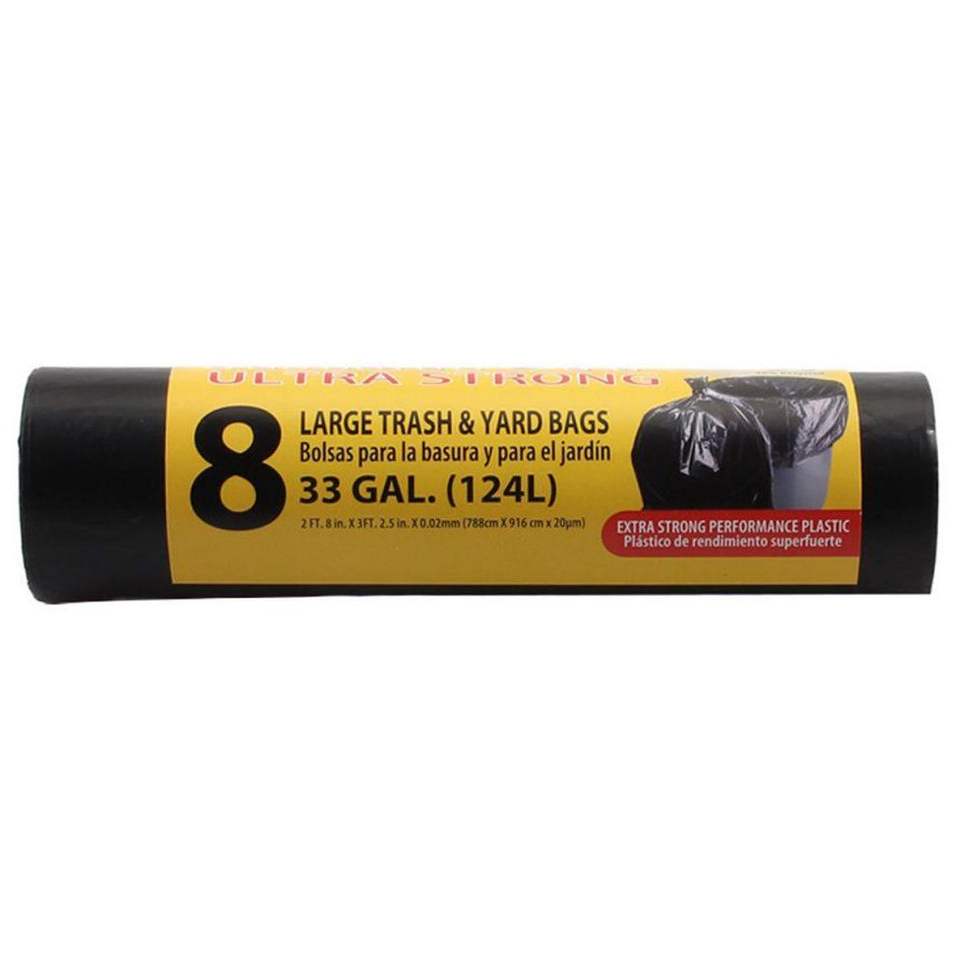 ULTRA STRONG
8
LARGE TRASH & YARD BAGS
Bolsas para la basura y para el jardín
33 GAL. (124L)
2 FT. 8 in. X 3FT. 2.5 in. X 0.02mm (788cm X 916 cm x 20µm)
EXTRA STRONG PERFORMANCE PLASTIC
Plástico de rendimiento superfuerte